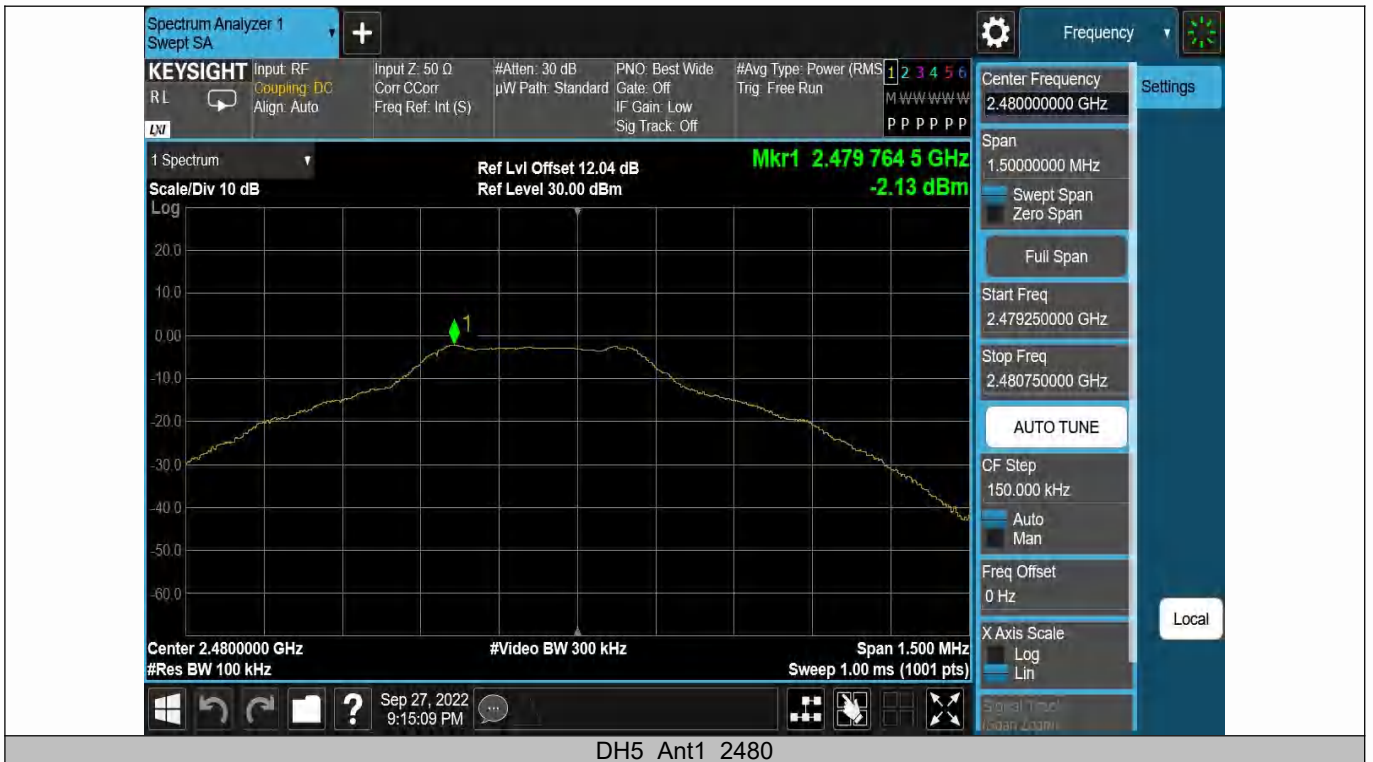 Spectrum Analyzer 1
Swept SA
Frequency
KEYSIGHT
R L
LXI
Input: RF
Coupling: DC
Align: Auto
Input Z: 50 Ω
Corr CCorr
Freq Ref: Int (S)
#Atten: 30 dB
µW Path: Standard
PNO: Best Wide
Gate: Off
IF Gain: Low
Sig Track: Off
#Avg Type: Power (RMS
Trig: Free Run
1 2 3 4 5 6
M W W W W W
P P P P P P
1 Spectrum
Scale/Div 10 dB
Log
Ref Lvl Offset 12.04 dB
Ref Level 30.00 dBm
Mkr1 2.479 764 5 GHz
-2.13 dBm
20.0
10.0
0.00
-10.0
-20.0
-30.0
-40.0
-50.0
-60.0
1
Center 2.4800000 GHz
#Res BW 100 kHz
#Video BW 300 kHz
Span 1.500 MHz
Sweep 1.00 ms (1001 pts)
Center Frequency
2.480000000 GHz
Span
1.50000000 MHz
Swept Span
Zero Span
Full Span
Start Freq
2.479250000 GHz
Stop Freq
2.480750000 GHz
AUTO TUNE
CF Step
150.000 kHz
Auto
Man
Freq Offset
0 Hz
X Axis Scale
Log
Lin
Signal Track
(Span Zoom)
Settings
Local
?
Sep 27, 2022
9:15:09 PM
DH5_Ant1_2480